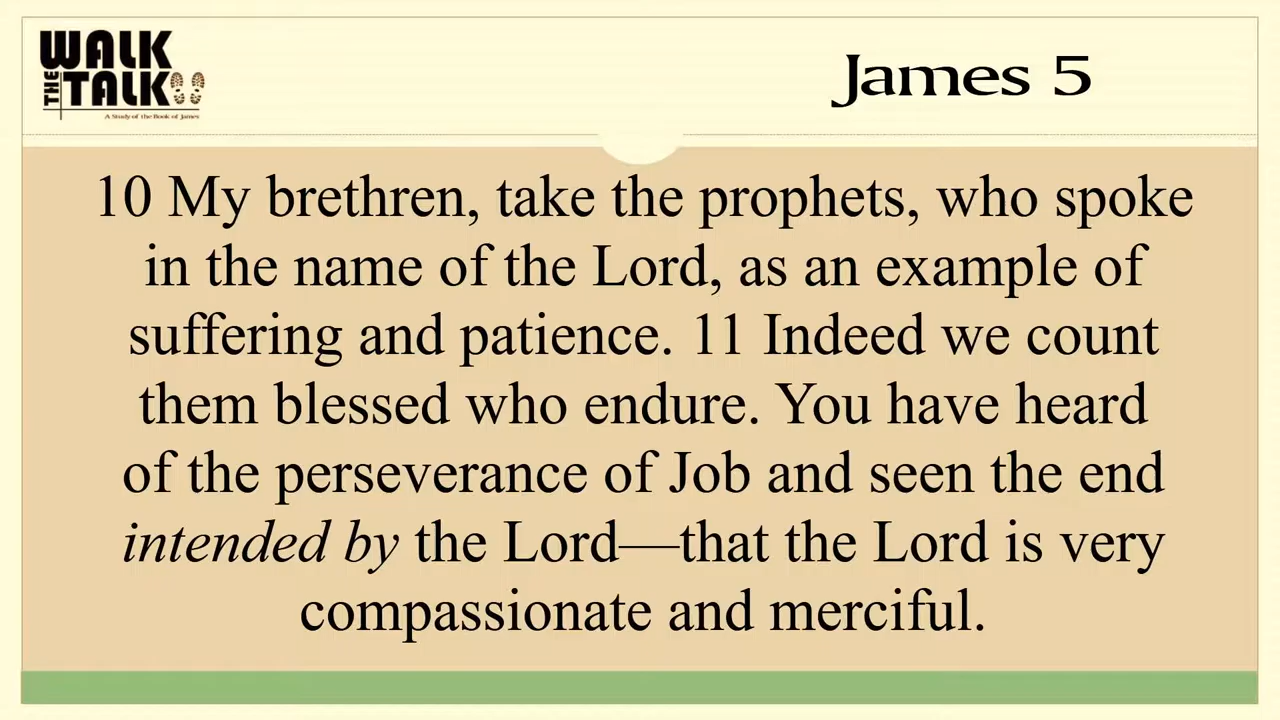 WALK
THE TALK
A Study of the Book of James
James 5
10 My brethren, take the prophets, who spoke
in the name of the Lord, as an example of
suffering and patience. 11 Indeed we count
them blessed who endure. You have heard
of the perseverance of Job and seen the end
intended by the Lord—that the Lord is very
compassionate and merciful.